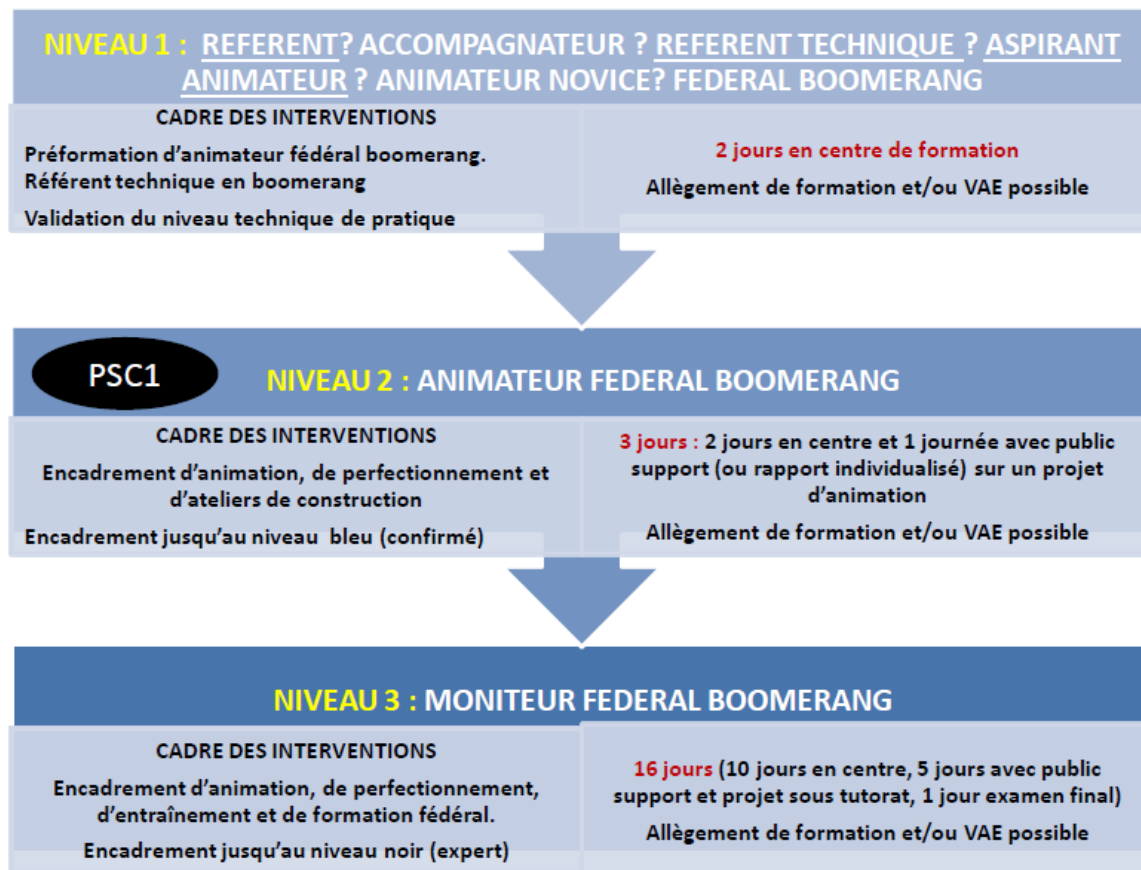 NIVEAU 1 : REFERENT? ACCOMPAGNATEUR ? REFERENT TECHNIQUE ? ASPIRANT
ANIMATEUR ? ANIMATEUR NOVICE? FEDERAL BOOMERANG
CADRE DES INTERVENTIONS
Préformation d’animateur fédéral boomerang.
Référent technique en boomerang
Validation du niveau technique de pratique
2 jours en centre de formation
Allègement de formation et/ou VAE possible
PSC1
NIVEAU 2 : ANIMATEUR FEDERAL BOOMERANG
CADRE DES INTERVENTIONS
Encadrement d’animation, de perfectionnement et
d’ateliers de construction
Encadrement jusqu’au niveau bleu (confirmé)
3 jours : 2 jours en centre et 1 journée avec public
support (ou rapport individualisé) sur un projet
d’animation
Allègement de formation et/ou VAE possible
NIVEAU 3 : MONITEUR FEDERAL BOOMERANG
CADRE DES INTERVENTIONS
Encadrement d’animation, de perfectionnement,
d’entraînement et de formation fédéral.
Encadrement jusqu’au niveau noir (expert)
16 jours (10 jours en centre, 5 jours avec public
support et projet sous tutorat, 1 jour examen final)
Allègement de formation et/ou VAE possible